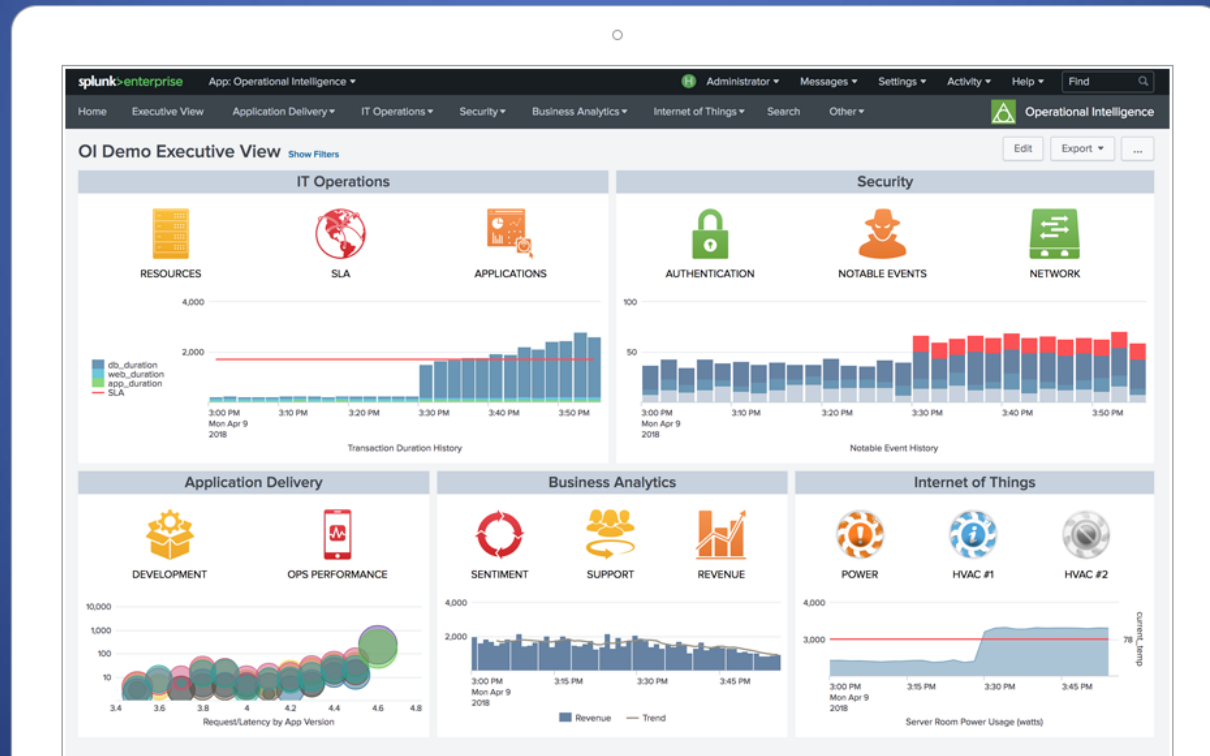 splunk>enterprise App: Operational Intelligence H Administrator Messages Settings Activity Help Find
Home Executive View Application Delivery IT Operations Security Business Analytics Internet of Things Search Other Operational Intelligence
OI Demo Executive View Show Filters Edit Export ...
IT Operations
RESOURCES SLA APPLICATIONS
4,000
2,000
db_duration
web_duration
app_duration
SLA
3:00 PM 3:10 PM 3:20 PM 3:30 PM 3:40 PM 3:50 PM
Mon Apr 9
2018
Transaction Duration History
Security
AUTHENTICATION NOTABLE EVENTS NETWORK
100
50
3:00 PM 3:10 PM 3:20 PM 3:30 PM 3:40 PM 3:50 PM
Mon Apr 9
2018
Notable Event History
Application Delivery
DEVELOPMENT OPS PERFORMANCE
10,000
1,000
100
10
3.4 3.6 3.8 4 4.2 4.4 4.6 4.8
Request/Latency by App Version
Business Analytics
SENTIMENT SUPPORT REVENUE
4,000
2,000
3:00 PM 3:15 PM 3:30 PM 3:45 PM
Mon Apr 9
2018
Revenue Trend
Internet of Things
POWER HVAC #1 HVAC #2
4,000
3,000
78
current_temp
3:00 PM 3:15 PM 3:30 PM 3:45 PM
Mon Apr 9
2018
Server Room Power Usage (watts)